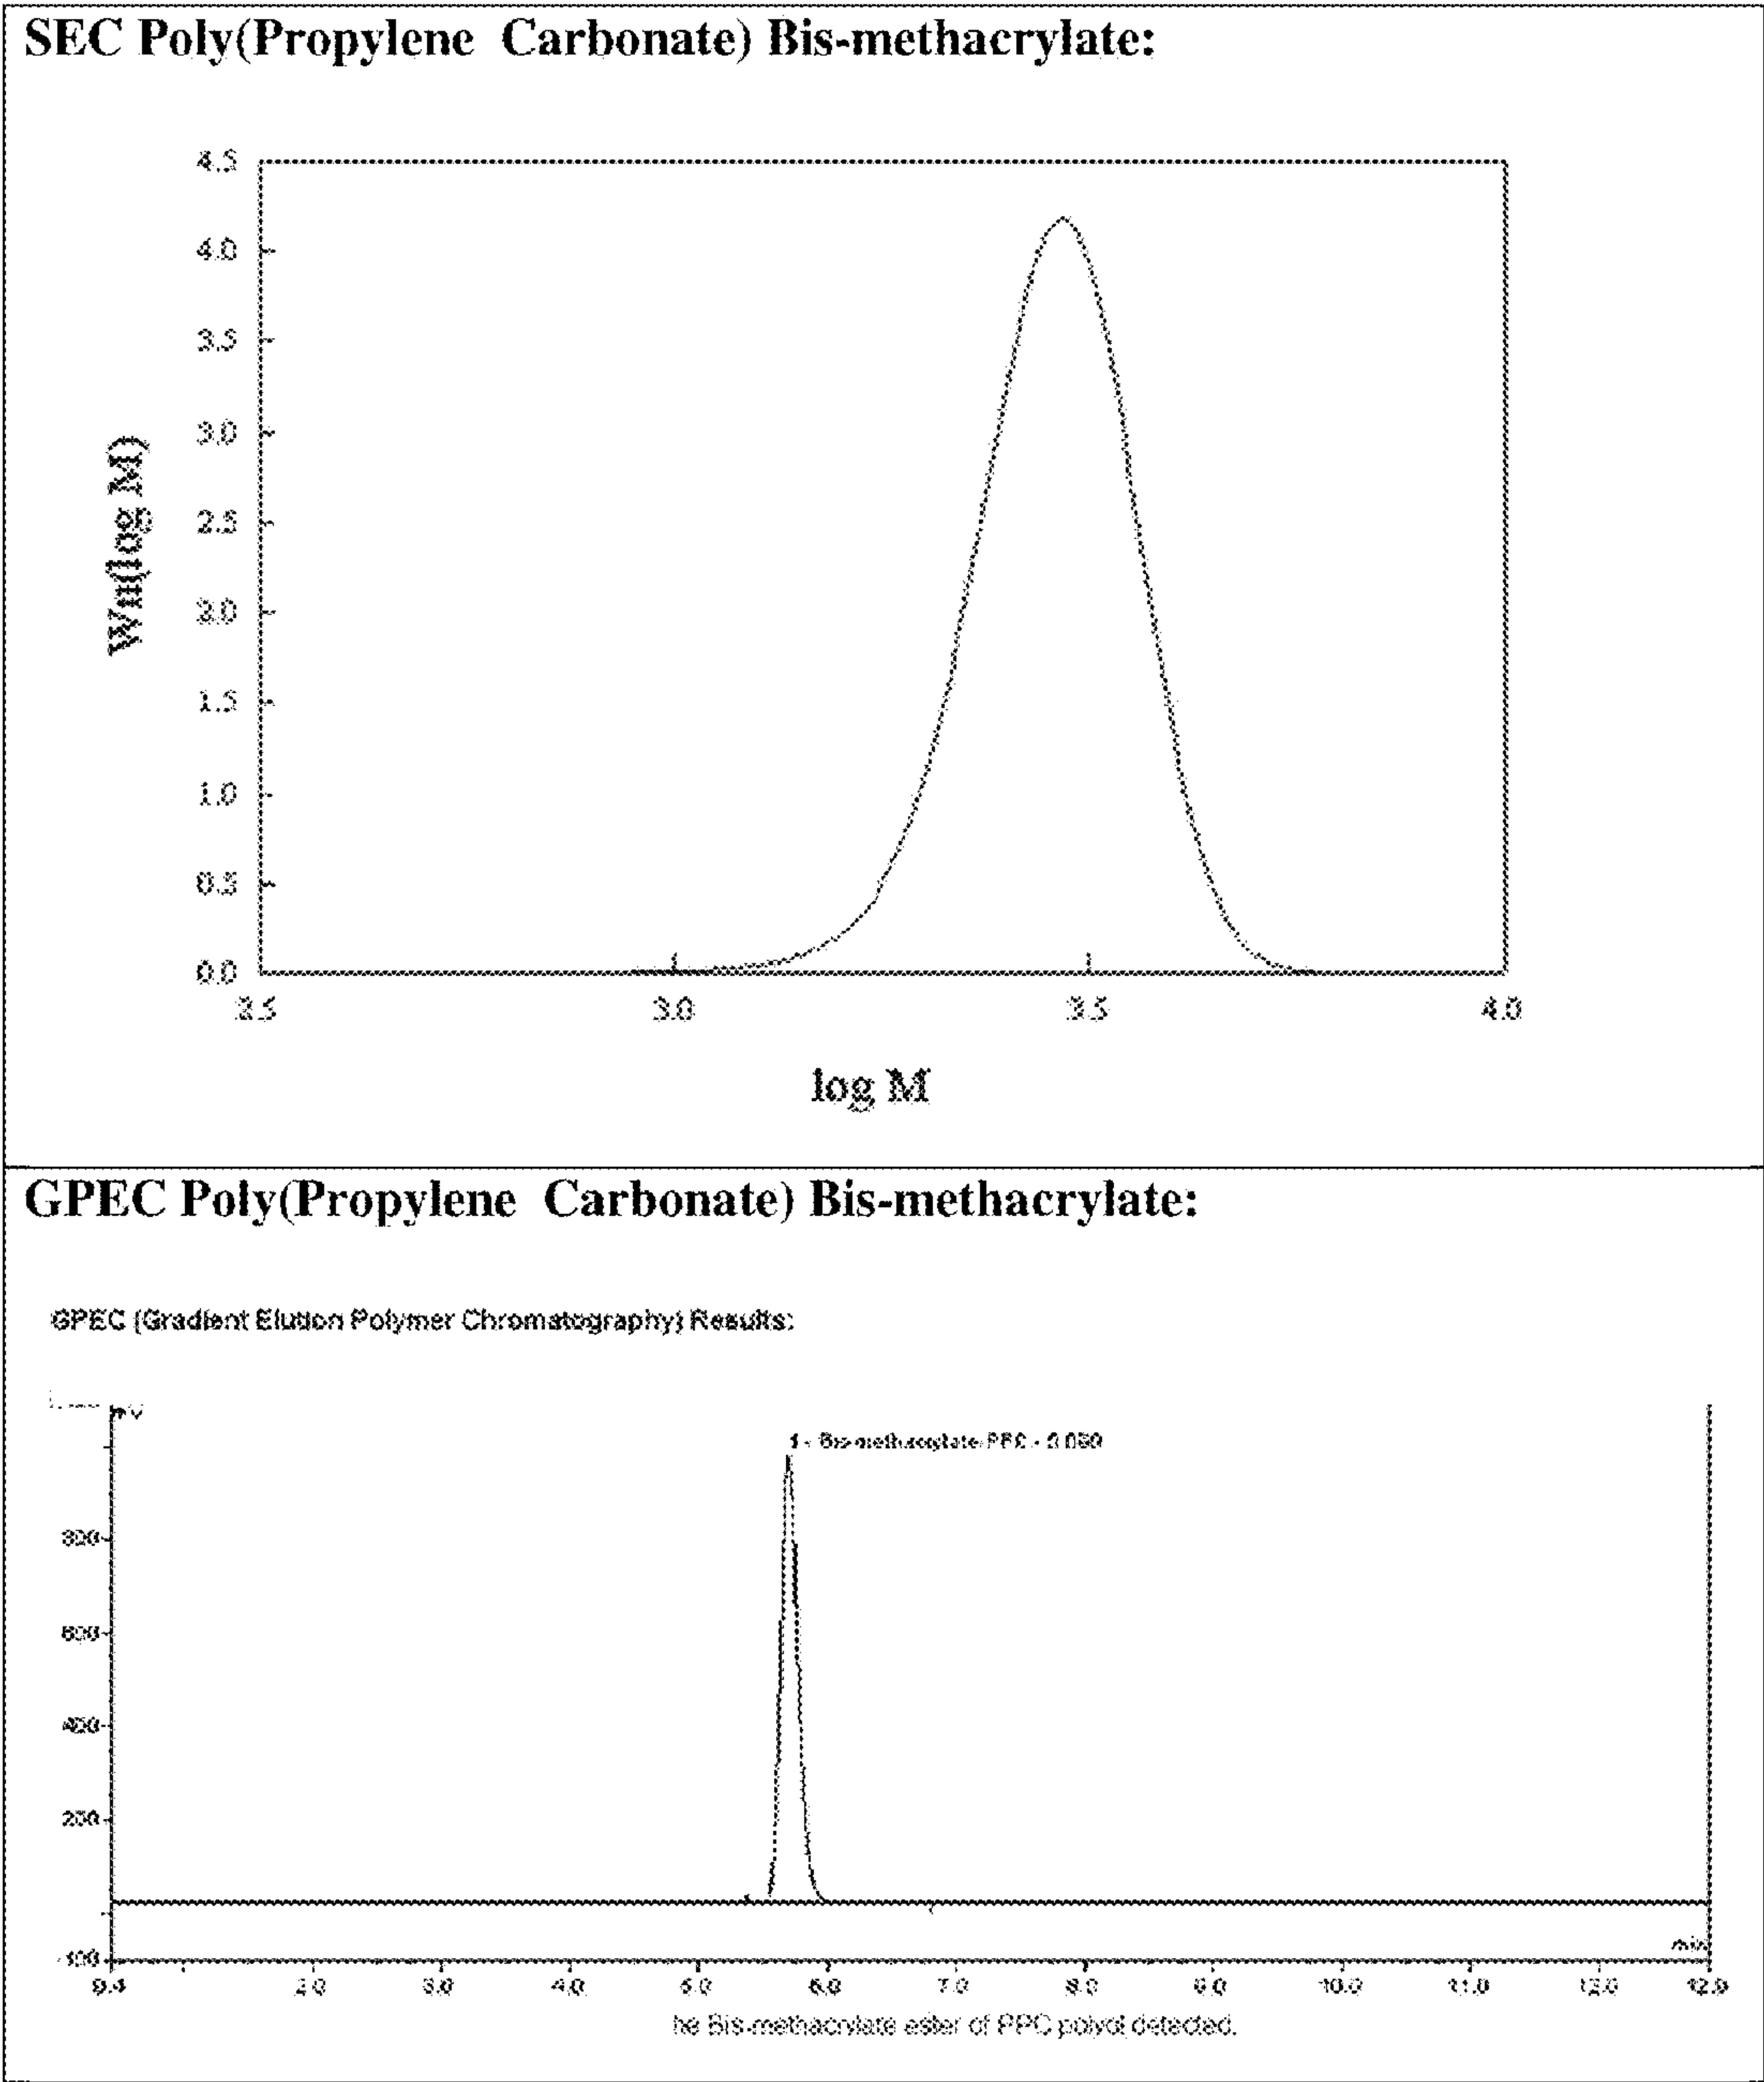 SEC Poly(Propylene Carbonate) Bis-methacrylate:
4.5
4.0
3.5
3.0
2.5
2.0
1.5
1.0
0.5
0.0
Wn(log M)
2.5 3.0 3.5 4.0
log M
GPEC Poly(Propylene Carbonate) Bis-methacrylate:
GPEC (Gradient Elution Polymer Chromatography) Results:
1 - Bis-methacrylate PPC -
800
600
400
200
-100
2.0 3.0 4.0 5.0 6.0 7.0 8.0 9.0 10.0 11.0 12.0
min
he Bis-methacrylate ester of PPC polyol detected.